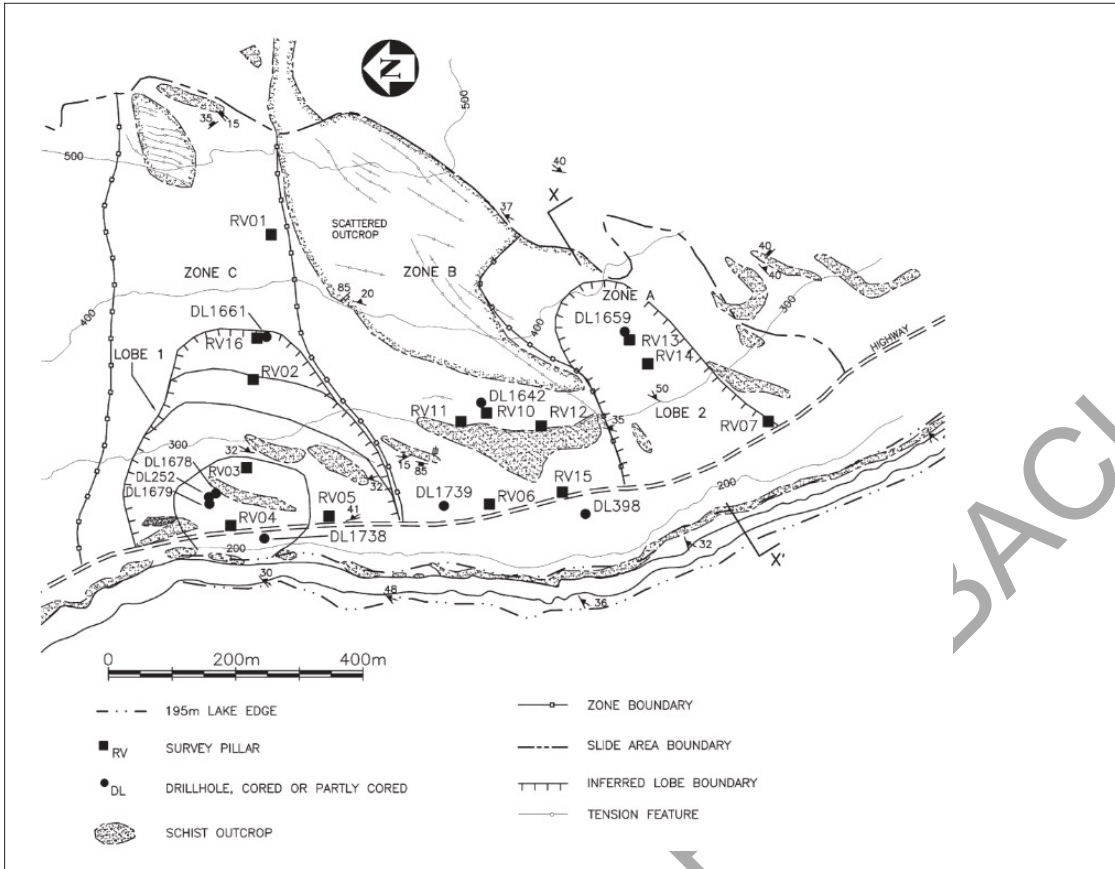 N
500
35
15
500
40
37
X
RV01
SCATTERED
OUTCROP
ZONE C
ZONE B
40
40
85
20
ZONE A
300
400
400
DL1661
DL1659
HIGHWAY
RV16
RV13
LOBE 1
RV14
RV02
DL1642
50
RV11
RV10
RV12
LOBE 2
35
RV07
300
32
DL1678
RV03
15
85
DL252
32
DL1679
DL1739
RV15
200
RV05
RV06
RV04
41
DL398
DL1738
200
32
X'
30
48
36
0 200m 400m
195m LAKE EDGE
RV SURVEY PILLAR
DL DRILLHOLE, CORED OR PARTLY CORED
SCHIST OUTCROP
ZONE BOUNDARY
SLIDE AREA BOUNDARY
INFERRED LOBE BOUNDARY
TENSION FEATURE